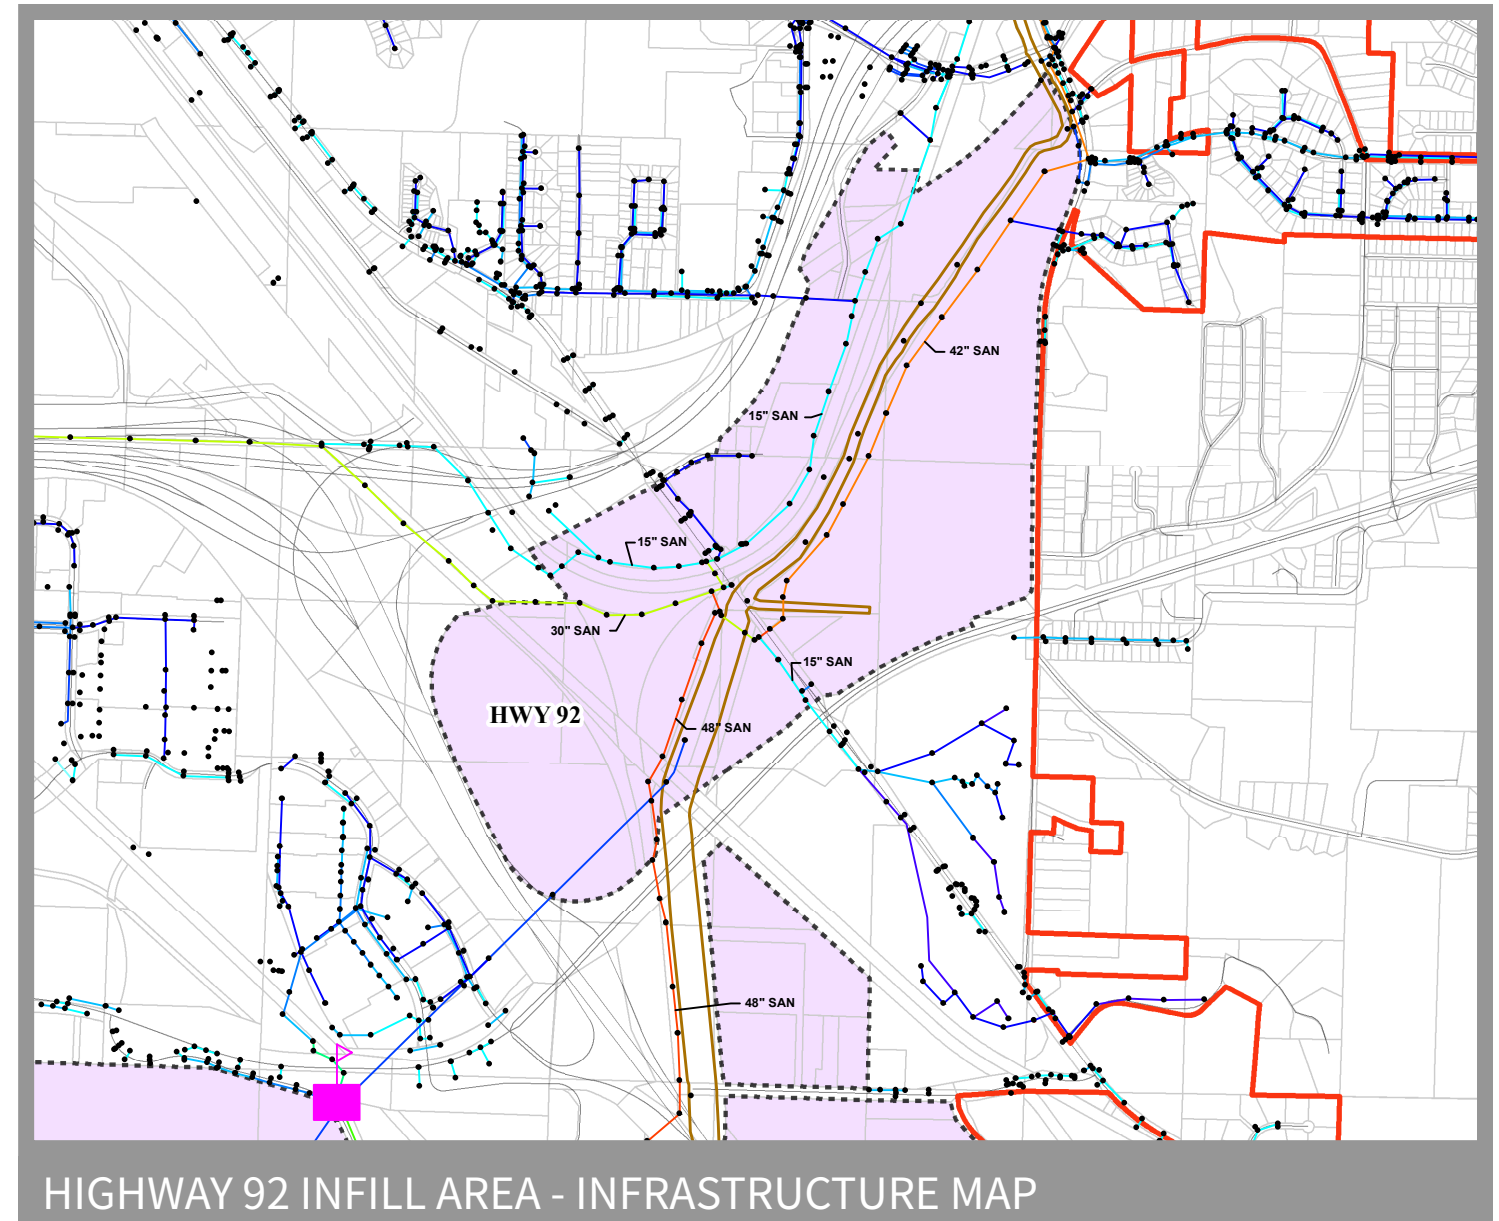 42" SAN
15" SAN
15" SAN
30" SAN
15" SAN
HWY 92
48" SAN
48" SAN
HIGHWAY 92 INFILL AREA - INFRASTRUCTURE MAP